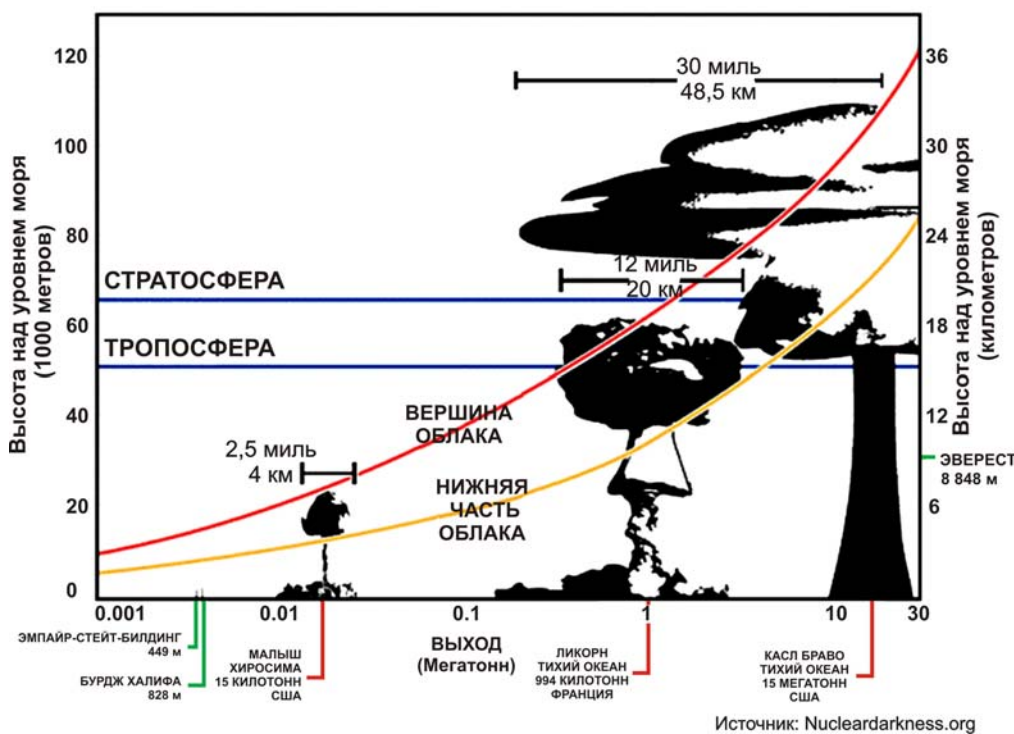 120
100
80
60
40
20
0
Высота над уровнем моря
(1000 метров)
36
30
24
18
12
6
Высота над уровнем моря
(километров)
30 миль
48,5 км
12 миль
20 км
СТРАТОСФЕРА
ТРОПОСФЕРА
ВЕРШИНА
ОБЛАКА
2,5 миль
4 км
НИЖНЯЯ
ЧАСТЬ
ОБЛАКА
ЭВЕРЕСТ
8 848 м
0.001
0.01
0.1
1
10
30
ВЫХОД
(Мегатонн)
ЭМПАЙР-СТЕЙТ-БИЛДИНГ
449 м
БУРДЖ ХАЛИФА
828 м
МАЛЫШ
ХИРОСИМА
15 КИЛОТОНН
США
ЛИКОРН
ТИХИЙ ОКЕАН
994 КИЛОТОНН
ФРАНЦИЯ
КАСЛ БРАВО
ТИХИЙ ОКЕАН
15 МЕГАТОНН
США
Источник: Nucleardarkness.org